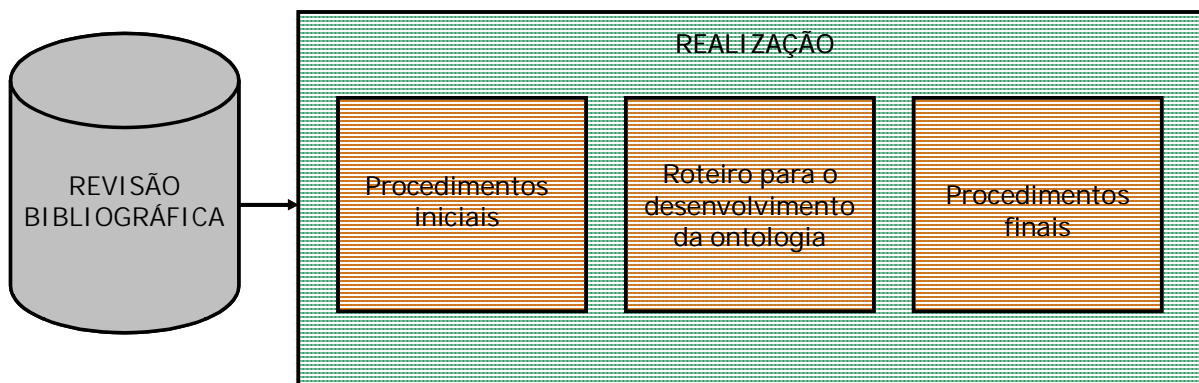 REALIZAÇÃO
REVISÃO
BIBLIOGRÁFICA
Procedimentos
iniciais
Roteiro para o
desenvolvimento
da ontologia
Procedimentos
finais